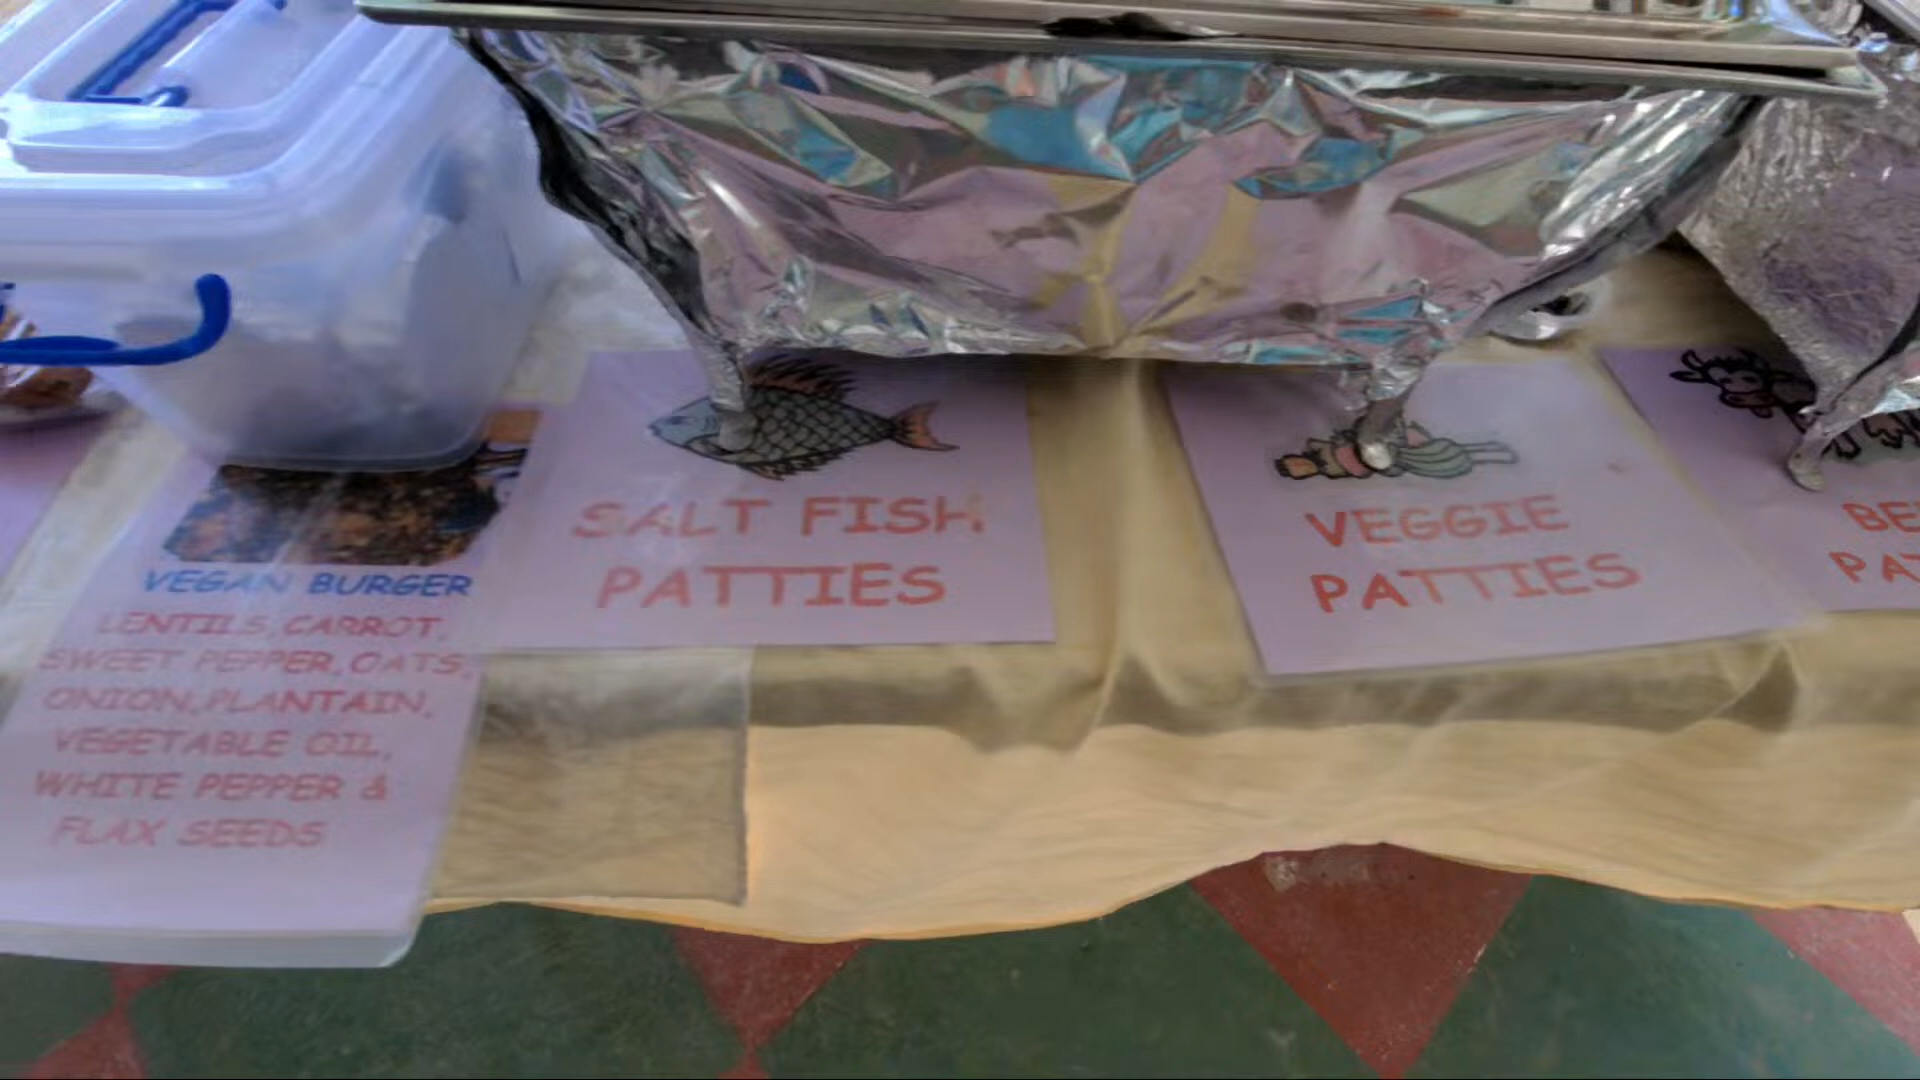 VEGAN BURGER
LENTILS, CARROT,
SWEET PEPPER, OATS,
ONION, PLANTAIN,
VEGETABLE OIL,
WHITE PEPPER &
FLAX SEEDS
SALT FISH
PATTIES
VEGGIE
PATTIES